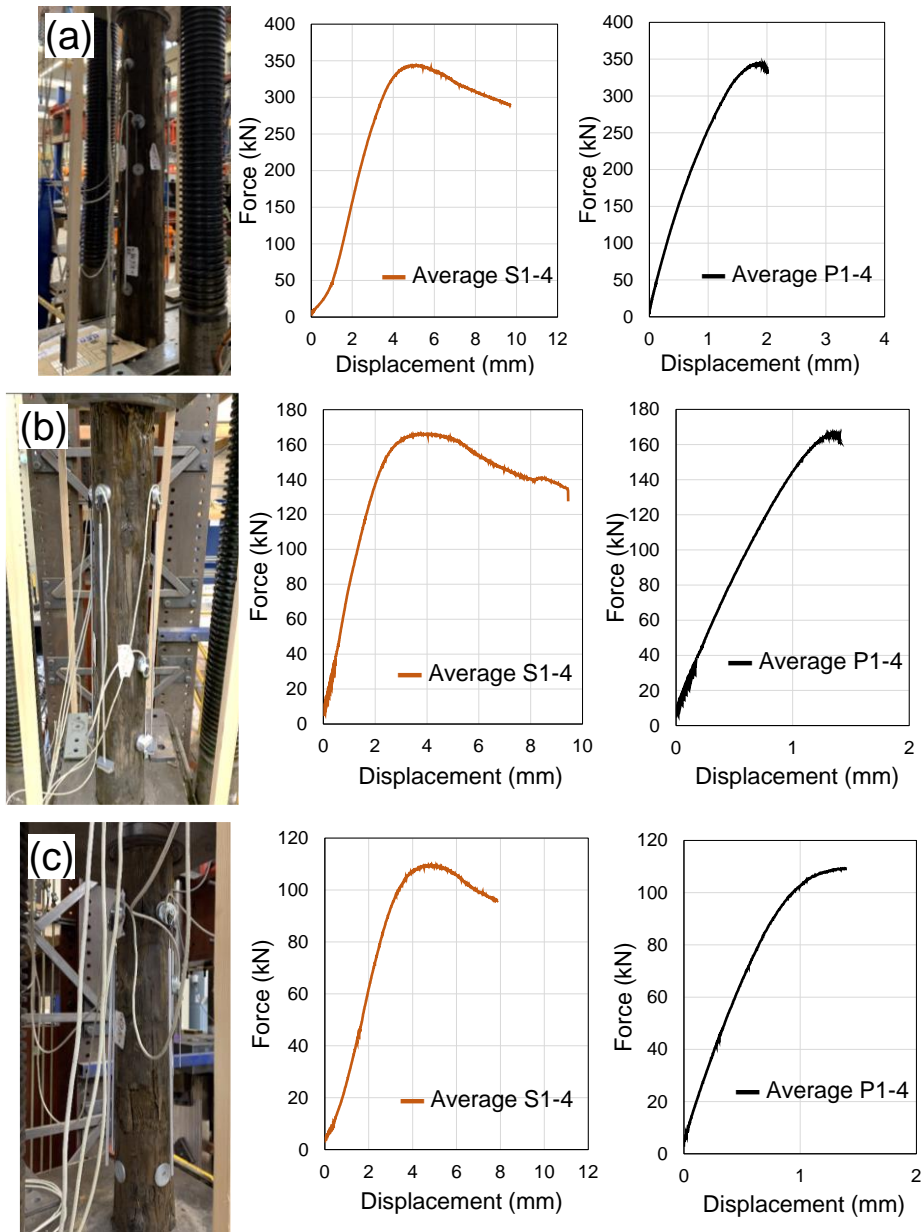 (a)
400
350
300
250
200
150
100
50
0
Force (kN)
Average S1-4
0 2 4 6 8 10 12
Displacement (mm)
400
350
300
250
200
150
100
50
0
Force (kN)
Average P1-4
0 1 2 3 4
Displacement (mm)
(b)
180
160
140
120
100
80
60
40
20
0
Force (kN)
Average S1-4
0 2 4 6 8 10
Displacement (mm)
180
160
140
120
100
80
60
40
20
0
Force (kN)
Average P1-4
0 1 2
Displacement (mm)
(c)
120
100
80
60
40
20
0
Force (kN)
Average S1-4
0 2 4 6 8 10 12
Displacement (mm)
120
100
80
60
40
20
0
Force (kN)
Average P1-4
0 1 2
Displacement (mm)